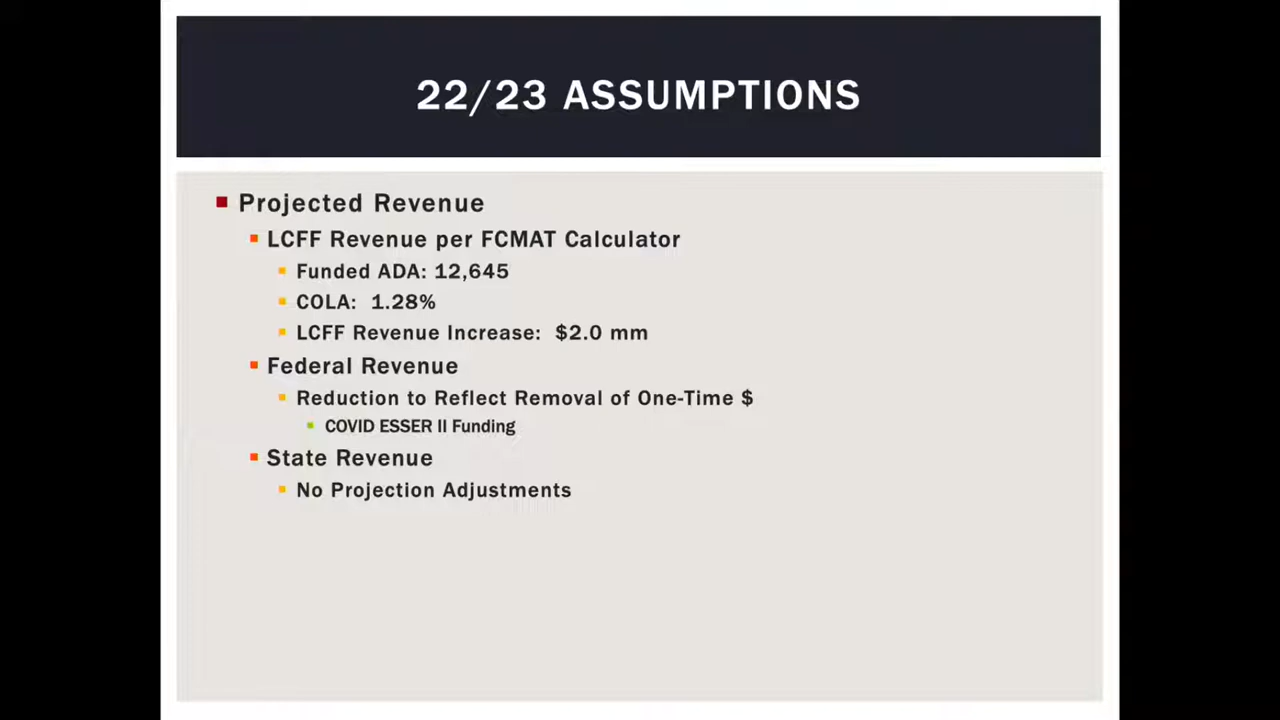 22/23 ASSUMPTIONS
Projected Revenue
LCFF Revenue per FCMAT Calculator
Funded ADA: 12,645
COLA: 1.28%
LCFF Revenue Increase: $2.0 mm
Federal Revenue
Reduction to Reflect Removal of One-Time $
COVID ESSER II Funding
State Revenue
No Projection Adjustments